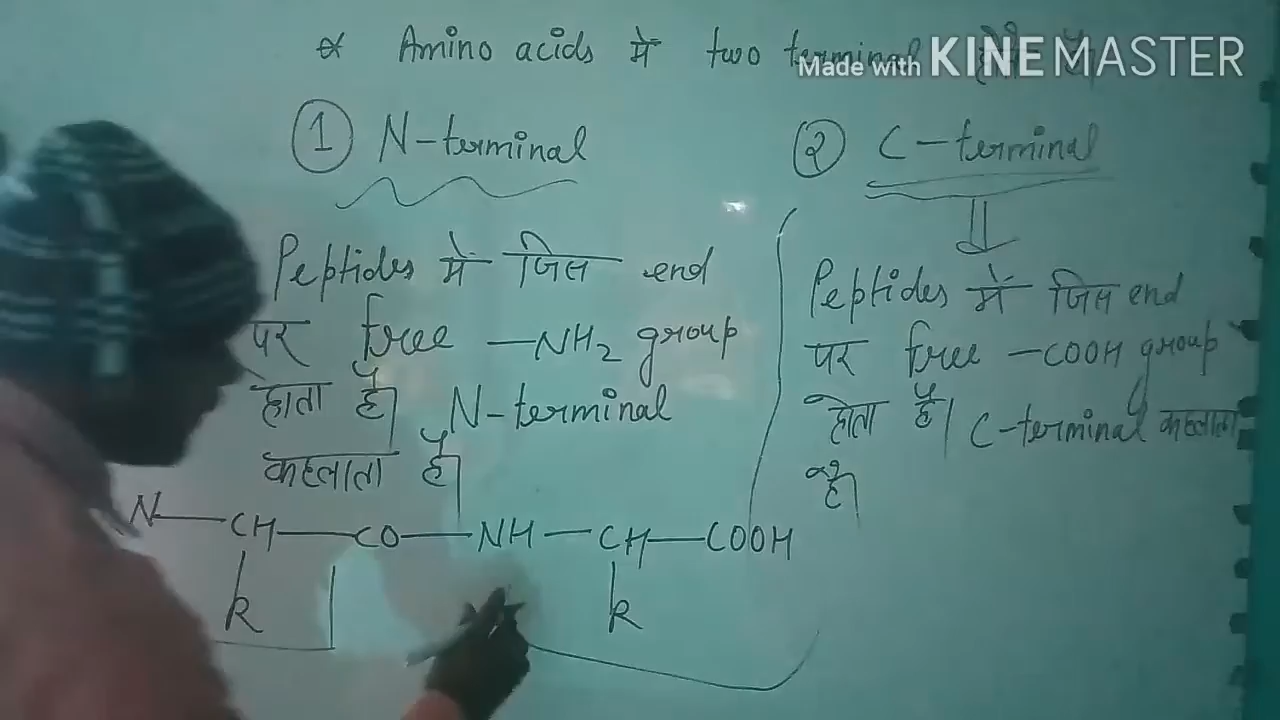 * Amino acids में two terminal
Made with KINEMASTER
1 N-terminal
Peptides में जिस end
पर free -NH2 group
होता है। N-terminal
कहलाता है।
2 C-terminal
Peptides में जिस end
पर free -COOH group
होता है। C-terminal कहलाता
है।
N-CH-CO-NH-CH-COOH
R R